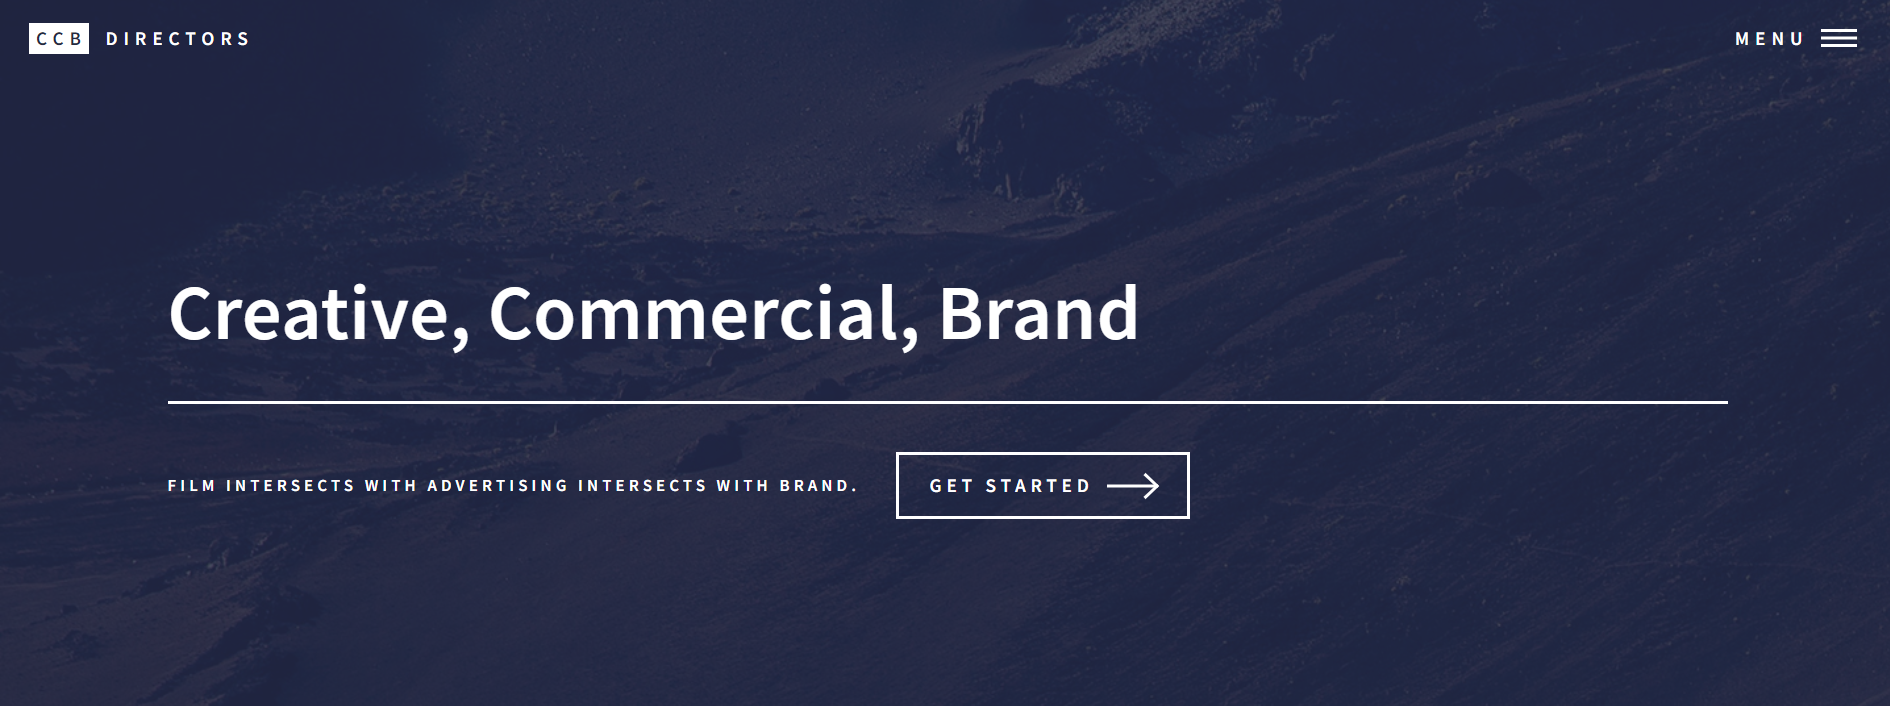 CCB DIRECTORS
MENU
Creative, Commercial, Brand
FILM INTERSECTS WITH ADVERTISING INTERSECTS WITH BRAND.
GET STARTED